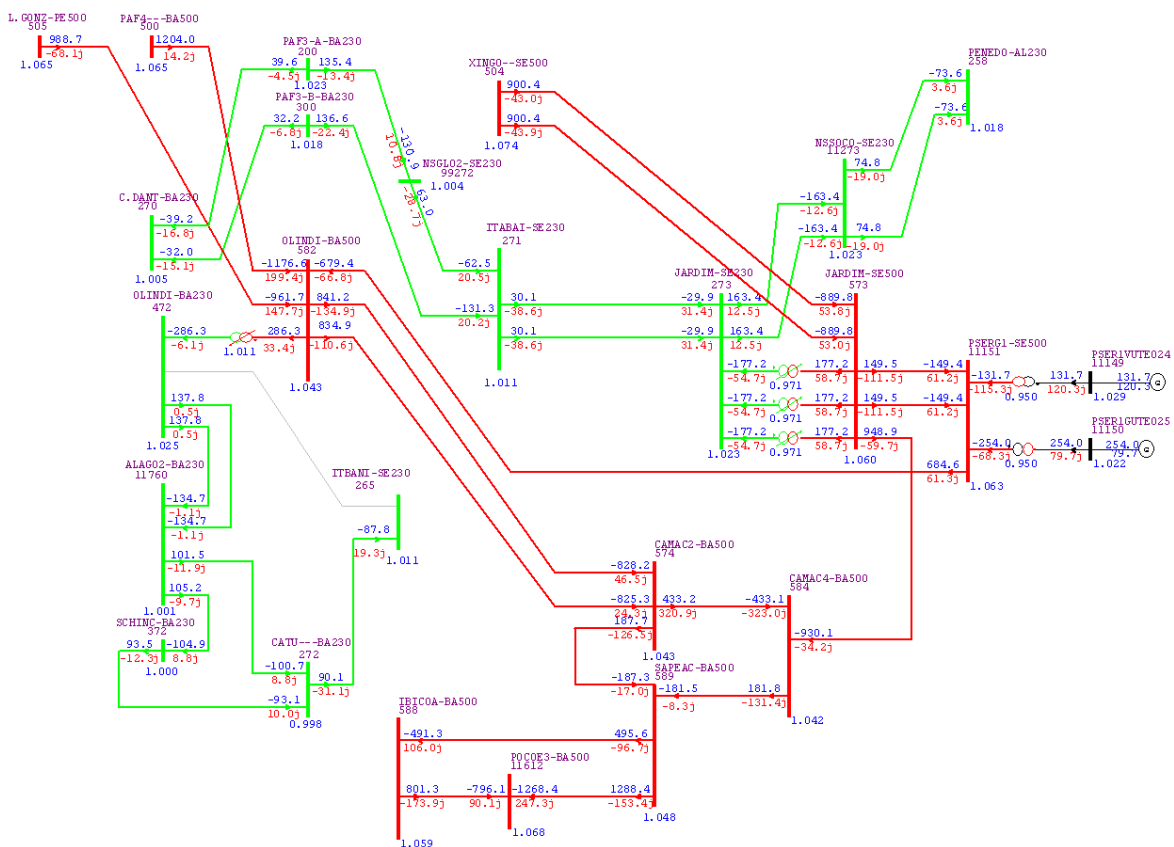 L.GONZ-PE500
505
988.7
-68.1j
1.065
PAF4---BA500
500
1204.0
14.2j
1.065
PAF3-A-BA230
200
39.6 135.4
-4.5j -13.4j
1.023
PAF3-B-BA230
300
32.2 136.6
-6.8j -22.4j
1.018
XINGO--SE500
504
900.4
-43.0j
900.4
-43.9j
1.074
PENEDO-AL230
258
-73.6
3.6j
-73.6
3.6j
1.018
NSSOCO-SE230
11273
74.8
-19.0j
-163.4
-12.6j
-163.4 74.8
-12.6j -19.0j
1.023
-130.9
10.8j
NSGLO2-SE230
99272
1.004
63.0
-28.7j
C.DANT-BA230
270
-39.2
-16.8j
-32.0
-15.1j
1.005
OLINDI-BA500
582
-1176.6 -679.4
199.4j -66.8j
-961.7 841.2
147.7j -134.9j
286.3 834.9
33.4j -110.6j
1.011
1.043
ITABAI-SE230
271
-62.5
20.5j
30.1
-38.6j
-131.3
20.2j
30.1
-38.6j
1.011
JARDIM-SE230
273
-29.9 163.4
31.4j 12.5j
-29.9 163.4
31.4j 12.5j
-177.2
-54.7j
0.971
-177.2
-54.7j
0.971
-177.2
-54.7j
0.971
1.023
JARDIM-SE500
573
-889.8
53.8j
-889.8
53.0j
177.2 149.5
58.7j -111.5j
177.2 149.5
58.7j -111.5j
177.2 948.9
58.7j -59.7j
1.060
PSERG1-SE500
11151
-149.4
61.2j
-131.7
-115.3j
-149.4
61.2j
-254.0
-68.3j
684.6
61.3j
1.063
0.950
0.950
PSER1VUTE024
11149
131.7 131.7
120.3j 120.3j
1.029
G
PSER1GUTE025
11150
254.0 254.0
79.7j 79.7j
1.022
G
OLINDI-BA230
472
-286.3
-6.1j
137.8
0.5j
137.8
0.5j
1.025
ALAGO2-BA230
11760
-134.7
-1.1j
-134.7
-1.1j
101.5
-11.9j
105.2
-9.7j
1.001
ITBANI-SE230
265
-87.8
19.3j
1.011
SCHINC-BA230
372
93.5 -104.9
-12.3j 8.8j
1.000
CATU---BA230
272
-100.7 90.1
8.8j -31.1j
-93.1
10.0j
0.998
CAMAC2-BA500
574
-828.2
46.5j
-825.3 433.2
24.3j 320.9j
187.7
-126.5j
1.043
CAMAC4-BA500
584
-433.1
-323.0j
-930.1
-34.2j
181.8
-131.4j
1.042
SAPEAC-BA500
589
-187.3
-17.0j
-181.5
-8.3j
495.6
-96.7j
1288.4
-153.4j
1.048
IBICOA-BA500
588
-491.3
106.0j
801.3
-173.9j
1.059
POCOE3-BA500
11612
-796.1 -1268.4
90.1j 247.3j
1.068